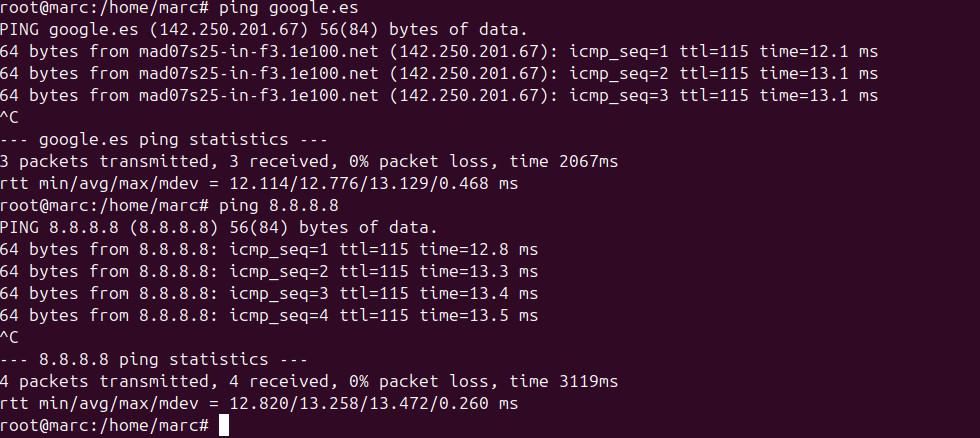 root@marc:/home/marc# ping google.es
PING google.es (142.250.201.67) 56(84) bytes of data.
64 bytes from mad07s25-in-f3.1e100.net (142.250.201.67): icmp_seq=1 ttl=115 time=12.1 ms
64 bytes from mad07s25-in-f3.1e100.net (142.250.201.67): icmp_seq=2 ttl=115 time=13.1 ms
64 bytes from mad07s25-in-f3.1e100.net (142.250.201.67): icmp_seq=3 ttl=115 time=13.1 ms
^C
--- google.es ping statistics ---
3 packets transmitted, 3 received, 0% packet loss, time 2067ms
rtt min/avg/max/mdev = 12.114/12.776/13.129/0.468 ms
root@marc:/home/marc# ping 8.8.8.8
PING 8.8.8.8 (8.8.8.8) 56(84) bytes of data.
64 bytes from 8.8.8.8: icmp_seq=1 ttl=115 time=12.8 ms
64 bytes from 8.8.8.8: icmp_seq=2 ttl=115 time=13.3 ms
64 bytes from 8.8.8.8: icmp_seq=3 ttl=115 time=13.4 ms
64 bytes from 8.8.8.8: icmp_seq=4 ttl=115 time=13.5 ms
^C
--- 8.8.8.8 ping statistics ---
4 packets transmitted, 4 received, 0% packet loss, time 3119ms
rtt min/avg/max/mdev = 12.820/13.258/13.472/0.260 ms
root@marc:/home/marc#